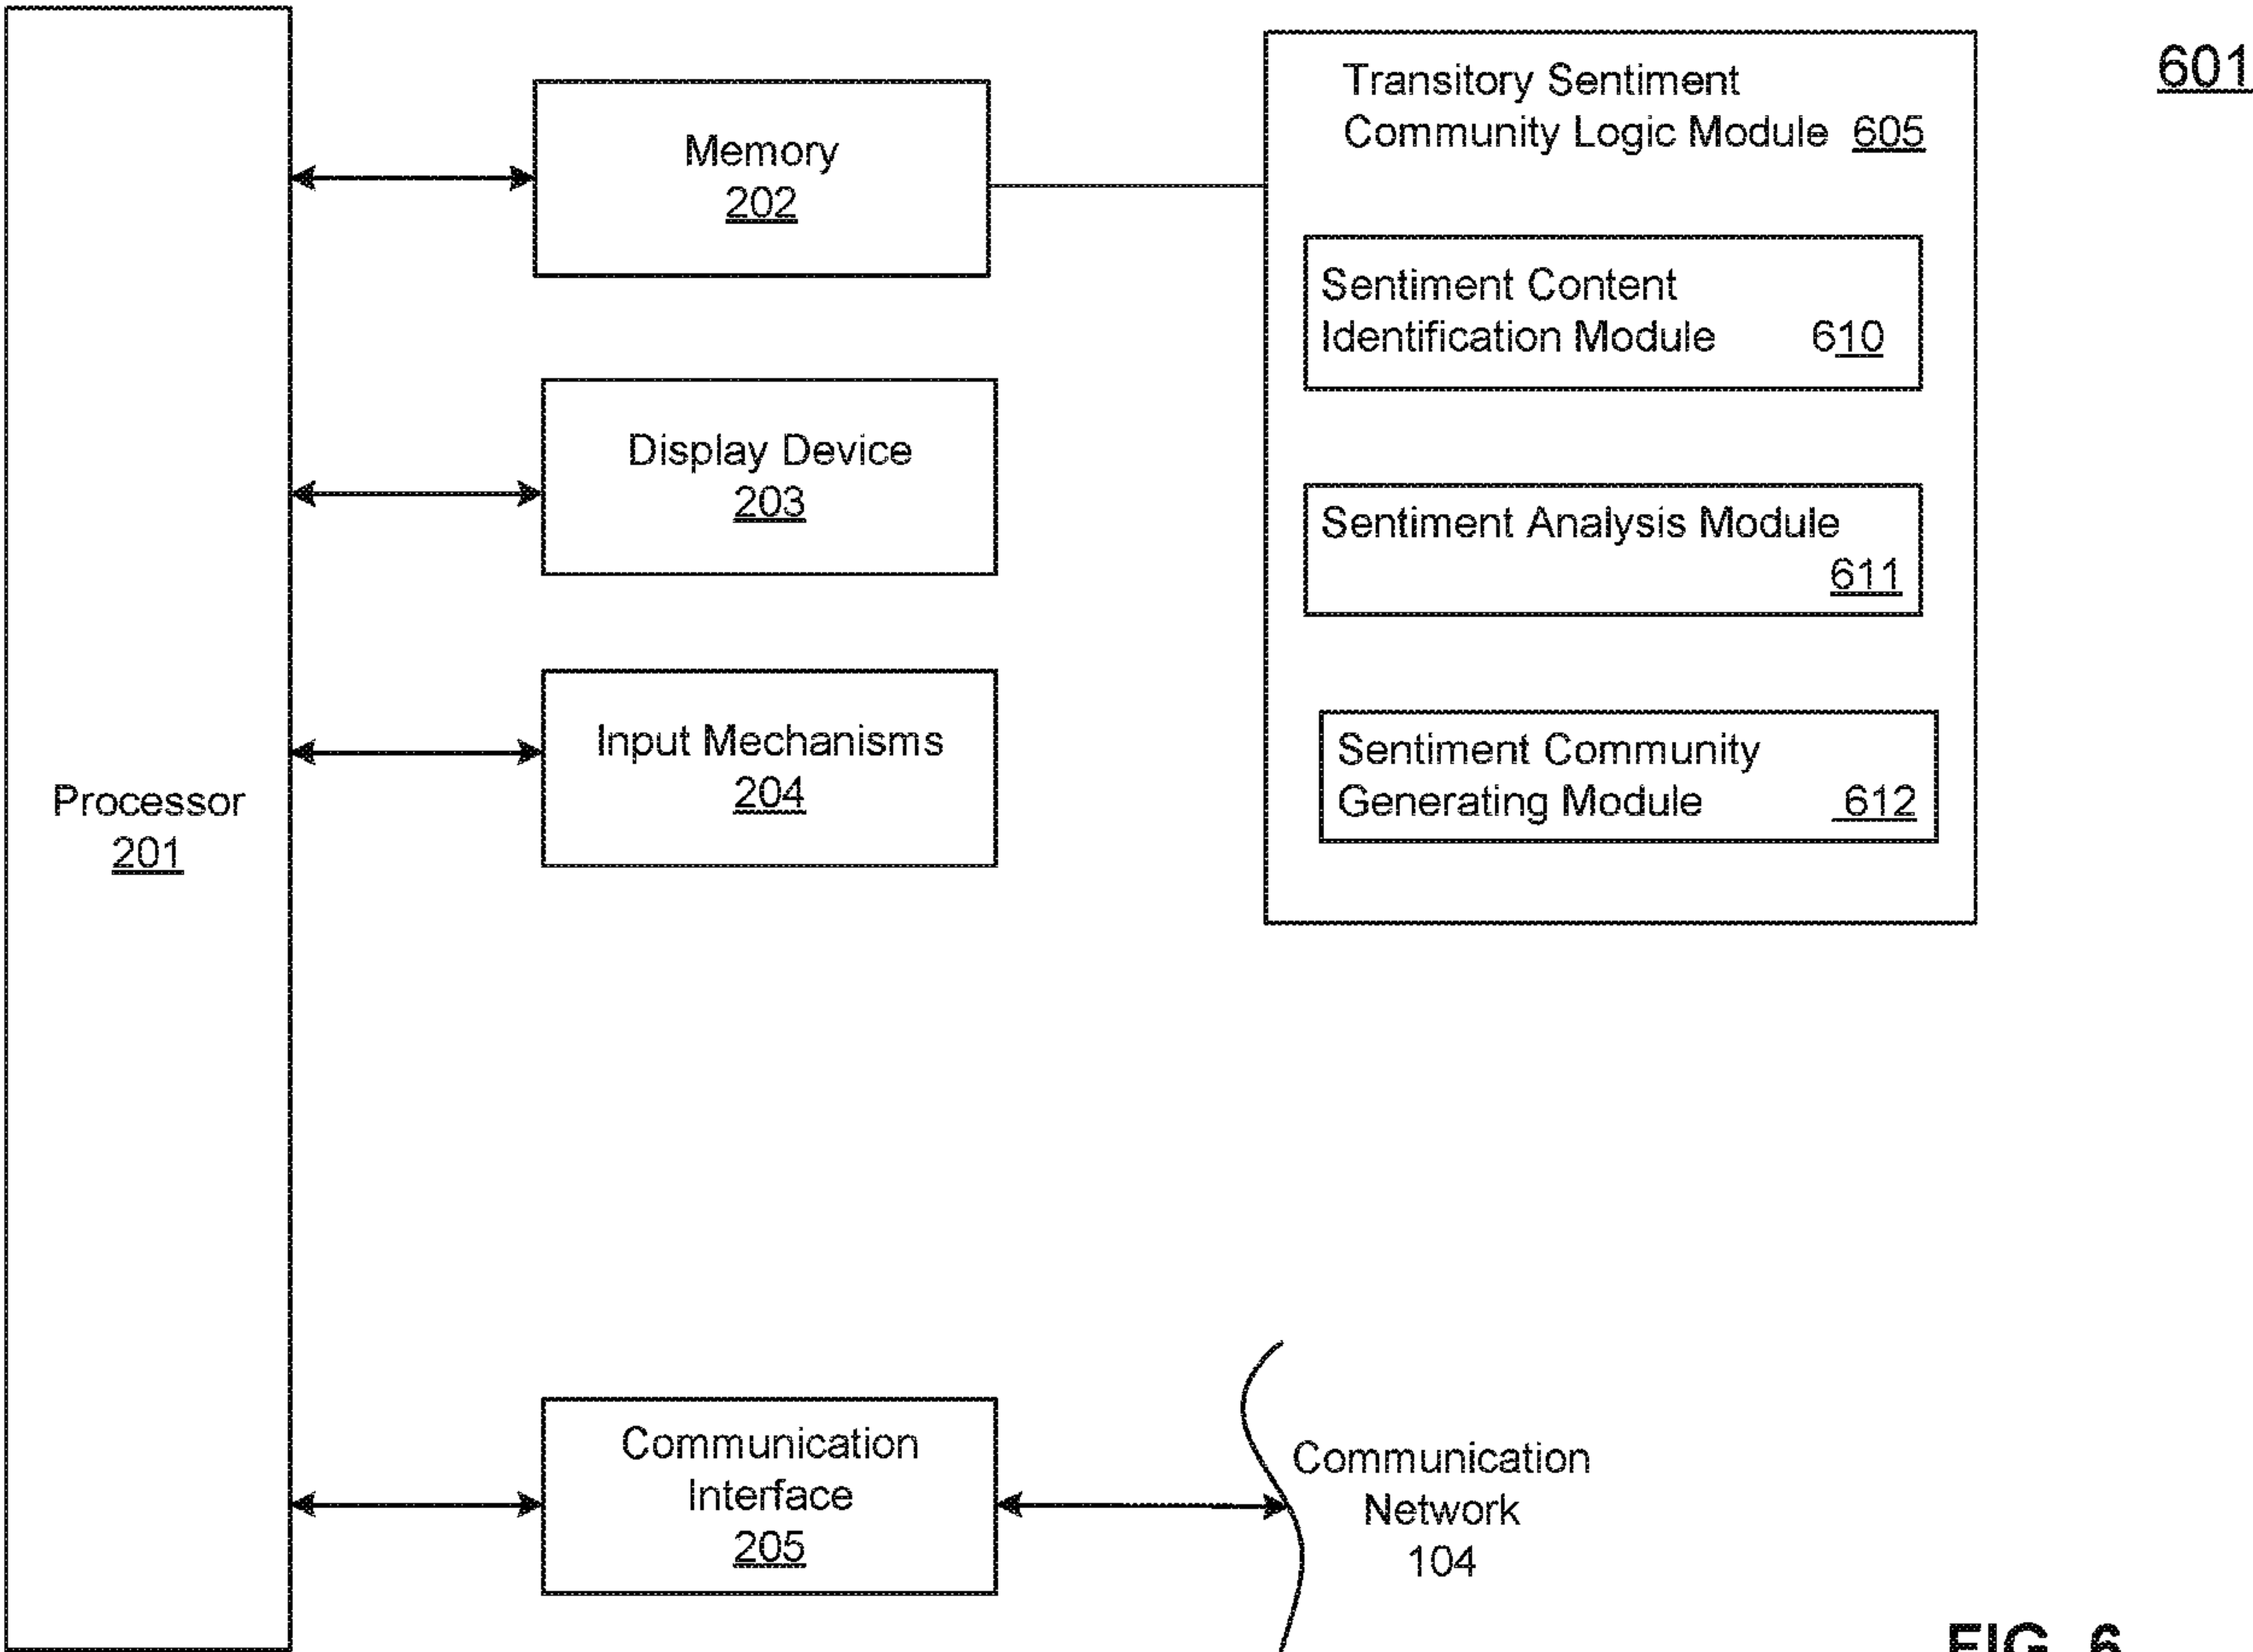 601
Transitory Sentiment
Community Logic Module 605
Memory
202
Sentiment Content
Identification Module 610
Display Device
203
Sentiment Analysis Module
611
Input Mechanisms
204
Sentiment Community
Generating Module 612
Processor
201
Communication
Interface
205
Communication
Network
104
FIG. 6